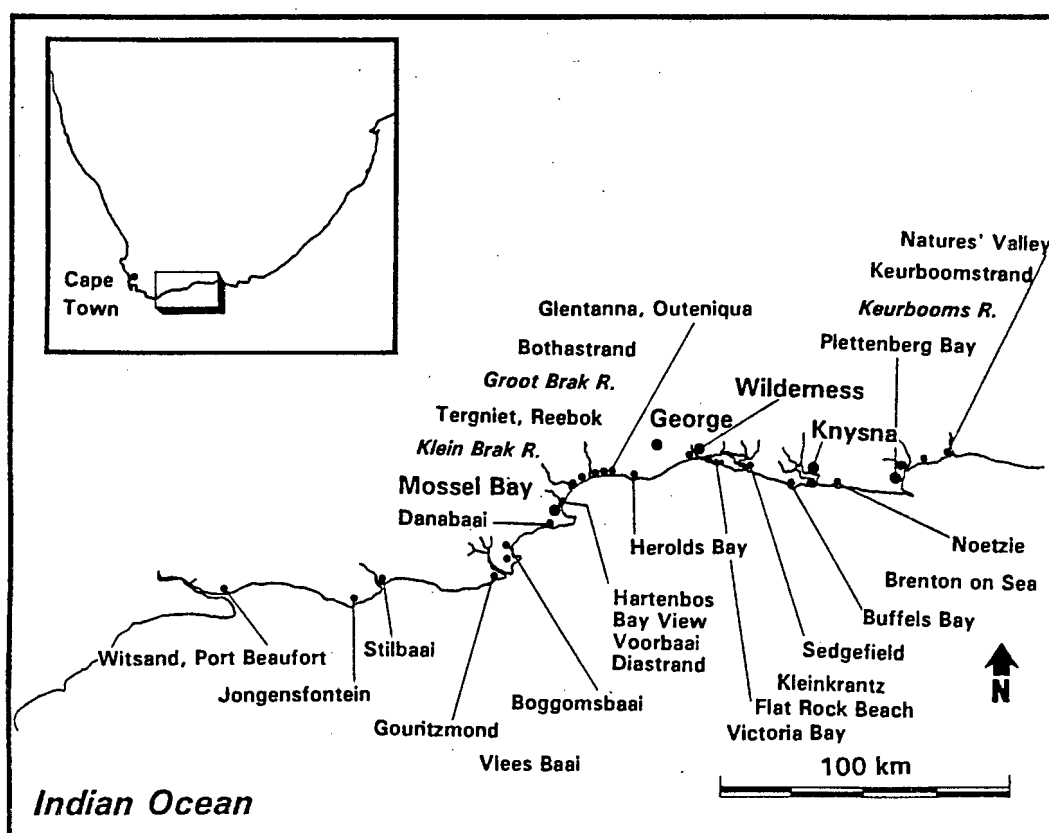 Cape
Town
Natures' Valley
Keurboomstrand
Keurbooms R.
Plettenberg Bay
Glentanna, Outeniqua
Bothastrand
Groot Brak R.
Tergniet, Reebok
Klein Brak R.
Wilderness
George
Knysna
Mossel Bay
Danabaai
Herolds Bay
Noetzie
Brenton on Sea
Buffels Bay
Hartenbos
Bay View
Voorbaai
Diastrand
Sedgefield
Kleinkrantz
Flat Rock Beach
Victoria Bay
Stilbaai
Witsand, Port Beaufort
Jongensfontein
Boggomsbaai
Gouritzmond
Vlees Baai
N
100 km
Indian Ocean